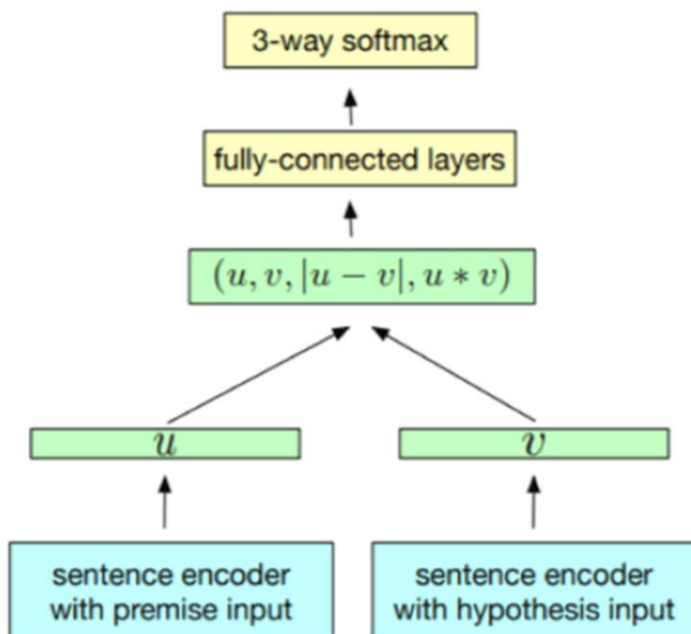 3-way softmax
fully-connected layers
(u, v, |u − v|, u ∗ v)
u
v
sentence encoder
with premise input
sentence encoder
with hypothesis input